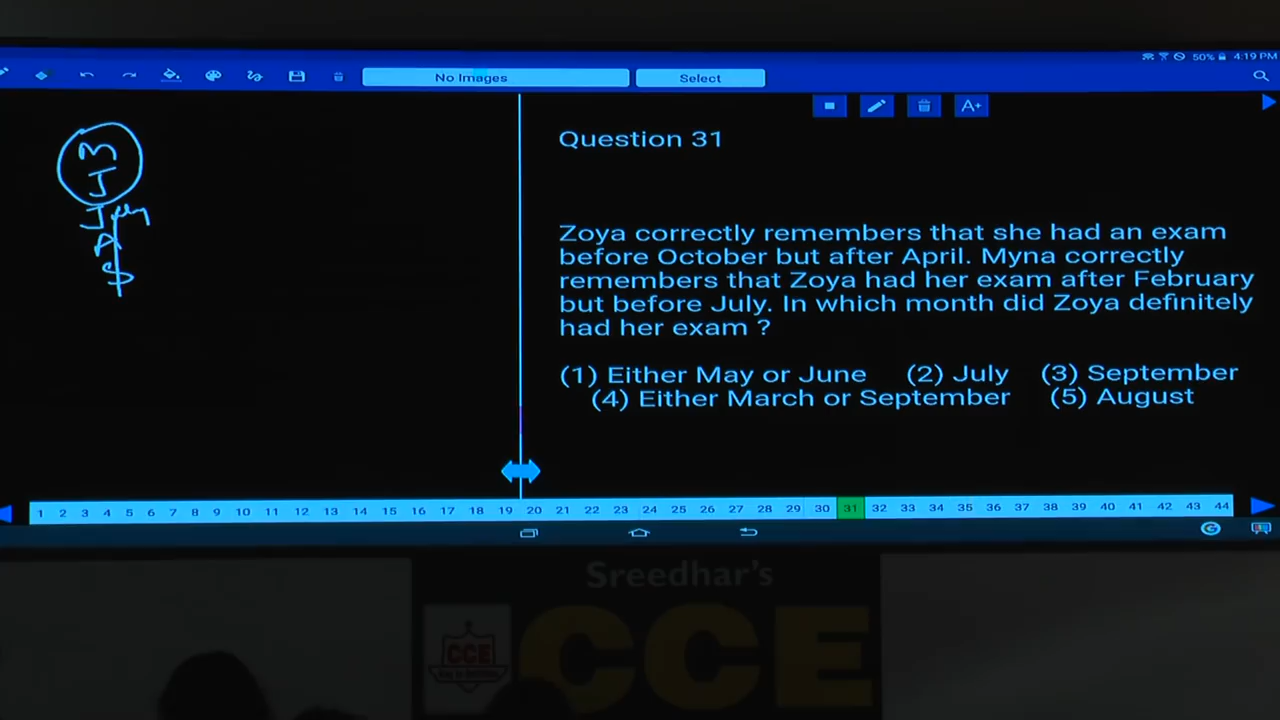 50% 4:19 PM
No Images Select
A+
M
J
July
A
S
Question 31
Zoya correctly remembers that she had an exam
before October but after April. Myna correctly
remembers that Zoya had her exam after February
but before July. In which month did Zoya definitely
had her exam ?
(1) Either May or June (2) July (3) September
(4) Either March or September (5) August
1 2 3 4 5 6 7 8 9 10 11 12 13 14 15 16 17 18 19 20 21 22 23 24 25 26 27 28 29 30 31 32 33 34 35 36 37 38 39 40 41 42 43 44
Sreedhar's
CCE
CCE